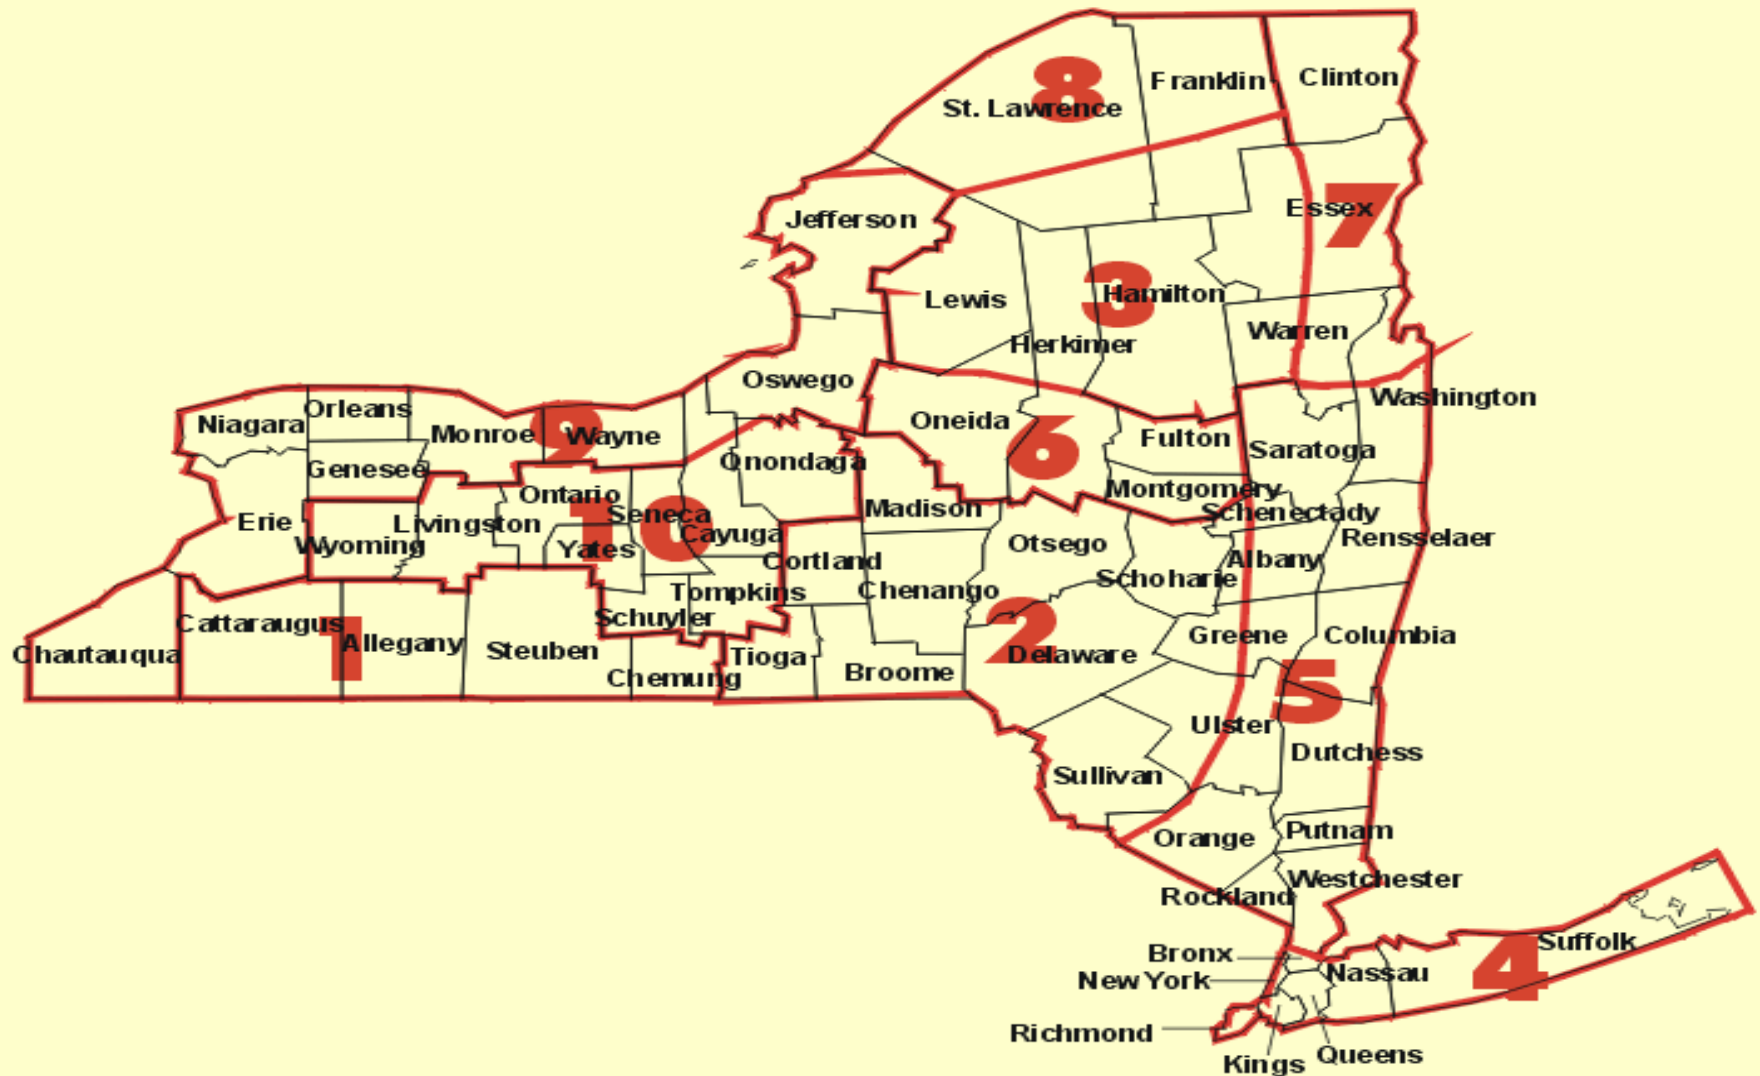 8
Franklin
Clinton
St. Lawrence
7
Essex
Jefferson
3
Lewis
Hamilton
Warren
Herkimer
Oswego
Washington
Niagara
Orleans
9
Monroe
Wayne
Oneida
6
Fulton
Saratoga
Genesee
Onondaga
Ontario
Montgomery
Erie
Livingston
Seneca
Madison
Schenectady
10
Wyoming
Yates
Cayuga
Otsego
Albany
Rensselaer
Cortland
Schoharie
Tompkins
Chenango
Cattaraugus
Schuyler
2
Chautauqua
1
Allegany
Steuben
Tioga
Delaware
Greene
Columbia
Chemung
Broome
5
Ulster
Dutchess
Sullivan
Orange
Putnam
Rockland
Westchester
Suffolk
Bronx
4
New York
Nassau
Richmond
Kings
Queens